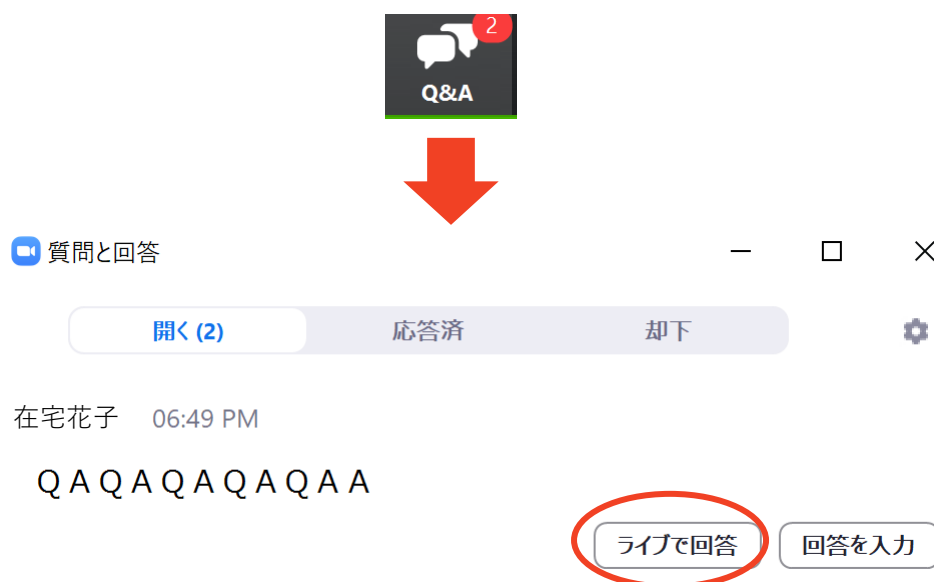 2
Q&A
質問と回答
開く(2) 応答済 却下
在宅花子 06:49 PM
ＱＡＱＡＱＡＱＡＱＡＡ
ライブで回答 回答を入力